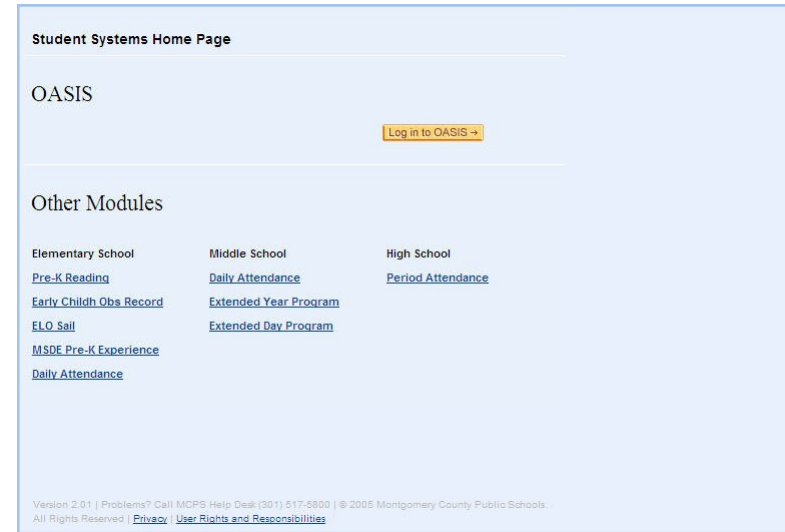 Student Systems Home Page
OASIS
Log in to OASIS →
Other Modules
Elementary School
Pre-K Reading
Early Childh Obs Record
ELO Sail
MSDE Pre-K Experience
Daily Attendance
Middle School
Daily Attendance
Extended Year Program
Extended Day Program
High School
Period Attendance
Version 2.01 | Problems? Call MCPS Help Desk (301) 517-5800 | © 2005 Montgomery County Public Schools.
All Rights Reserved | Privacy | User Rights and Responsibilities